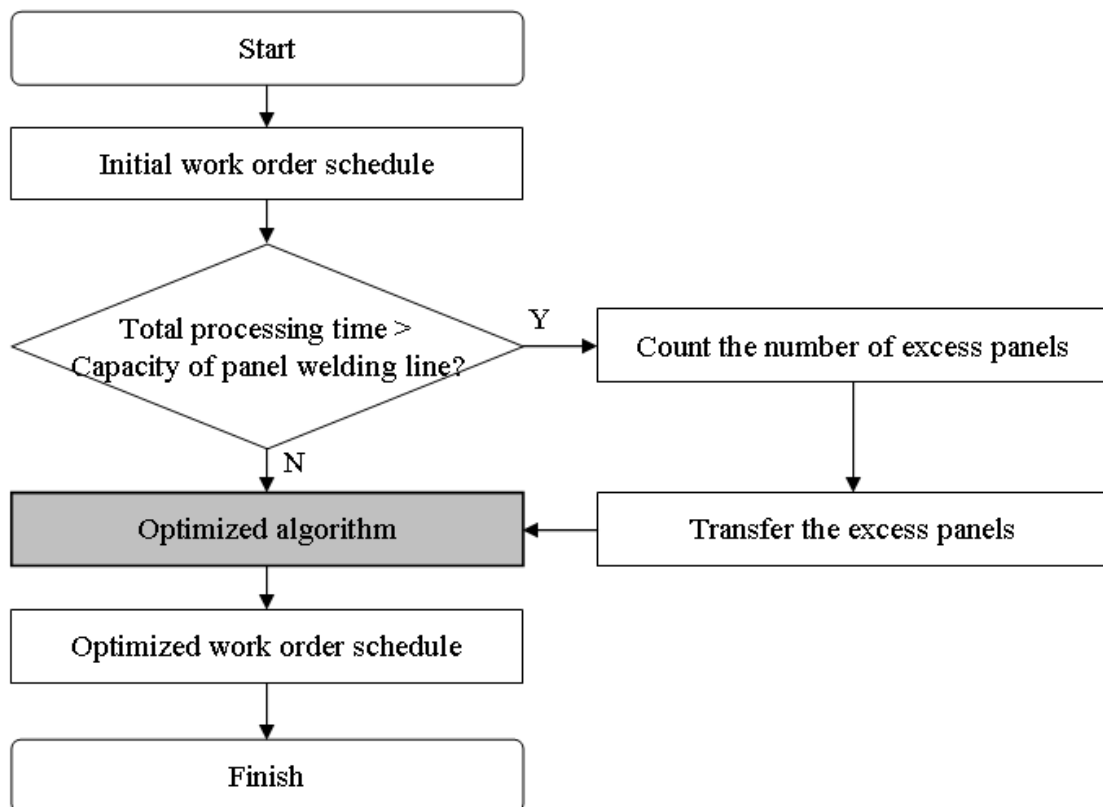 Start
Initial work order schedule
Total processing time >
Capacity of panel welding line?
Y
Count the number of excess panels
N
Optimized algorithm
Transfer the excess panels
Optimized work order schedule
Finish